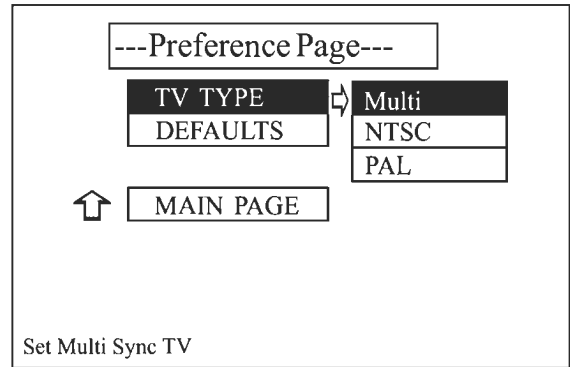 ---Preference Page---
TV TYPE
Multi
DEFAULTS
NTSC
PAL
MAIN PAGE
Set Multi Sync TV